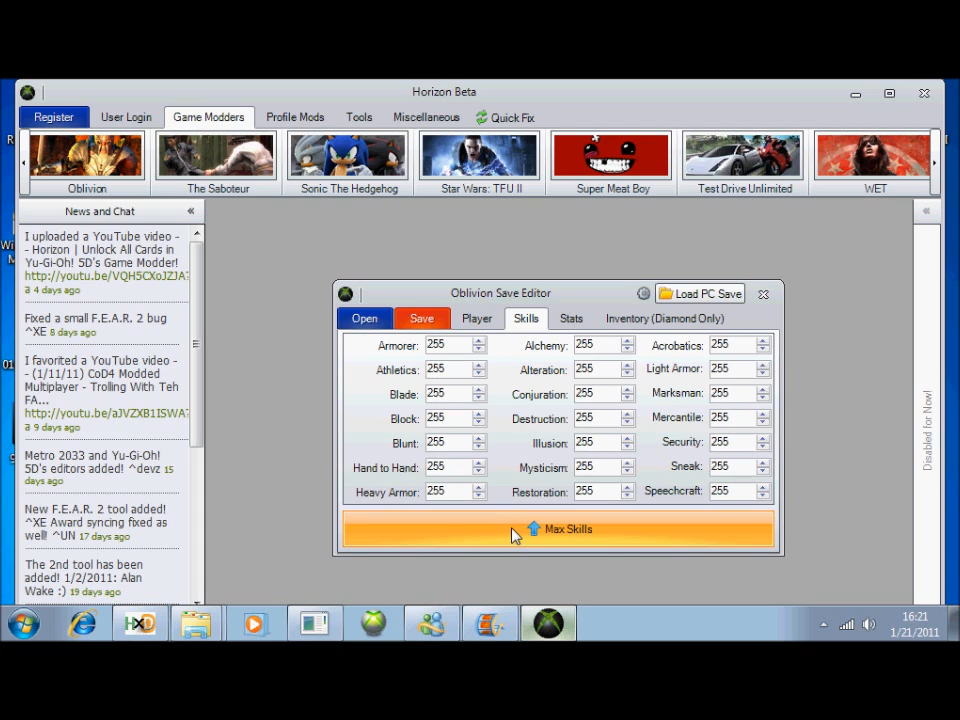 Horizon Beta
Register User Login Game Modders Profile Mods Tools Miscellaneous Quick Fix
Oblivion The Saboteur Sonic The Hedgehog Star Wars: TFU II Super Meat Boy Test Drive Unlimited WET
News and Chat «
«
I uploaded a YouTube video -
- Horizon | Unlock All Cards in
Yu-Gi-Oh! 5D's Game Modder!
http://youtu.be/VQH5CXoJZJA?
a 4 days ago
Fixed a small F.E.A.R. 2 bug
^XE 8 days ago
I favorited a YouTube video -
- (1/11/11) CoD4 Modded
Multiplayer - Trolling With Teh
FA...
http://youtu.be/aJVZXB1ISWA?
a 9 days ago
Metro 2033 and Yu-Gi-Oh!
5D's editors added! ^devz 15
days ago
New F.E.A.R. 2 tool added!
^XE Award syncing fixed as
well! ^UN 17 days ago
The 2nd tool has been
added! 1/2/2011: Alan
Wake :) 19 days ago
Oblivion Save Editor Load PC Save
Open Save Player Skills Stats Inventory (Diamond Only)
Armorer: 255 Alchemy: 255 Acrobatics: 255
Athletics: 255 Alteration: 255 Light Armor: 255
Blade: 255 Conjuration: 255 Marksman: 255
Block: 255 Destruction: 255 Mercantile: 255
Blunt: 255 Illusion: 255 Security: 255
Hand to Hand: 255 Mysticism: 255 Sneak: 255
Heavy Armor: 255 Restoration: 255 Speechcraft: 255
Max Skills
Disabled for Now!
HXD
16:21
1/21/2011